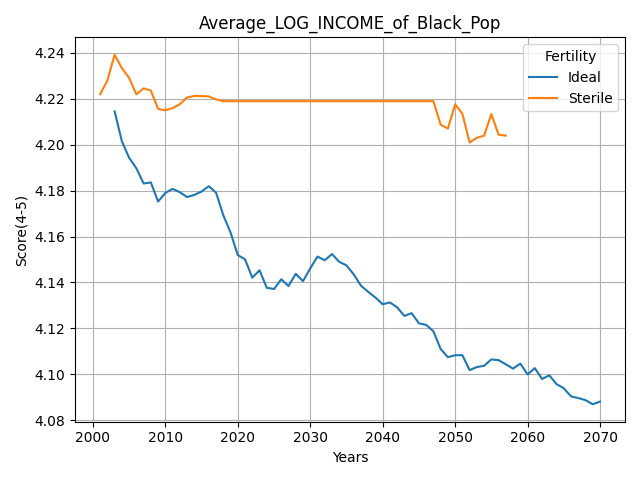 Average_LOG_INCOME_of_Black_Pop
Score(4-5)
4.24
4.22
4.20
4.18
4.16
4.14
4.12
4.10
4.08
Fertility
Ideal
Sterile
2000 2010 2020 2030 2040 2050 2060 2070
Years